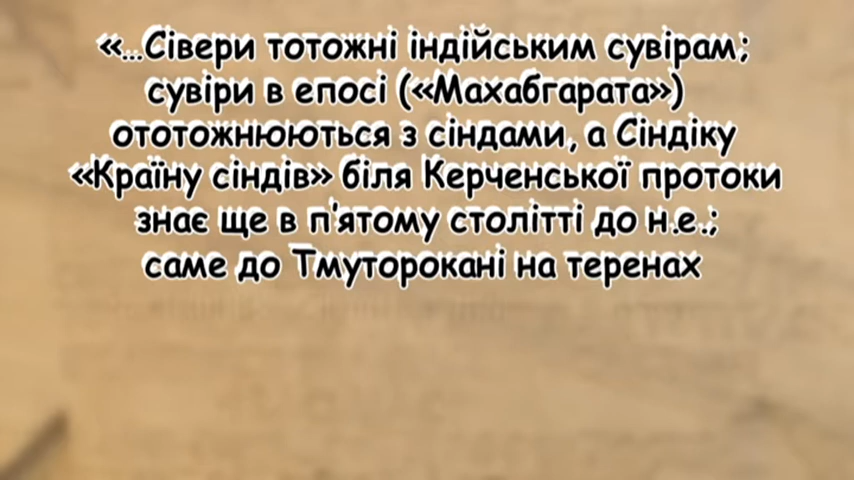 «...Сівери тотожні індійським сувірам;
сувіри в епосі («Махабгарата»)
ототожнюються з сіндами, а Сіндіку
«Країну сіндів» біля Керченської протоки
знає ще в п'ятому столітті до н.е.;
саме до Тмуторокані на теренах